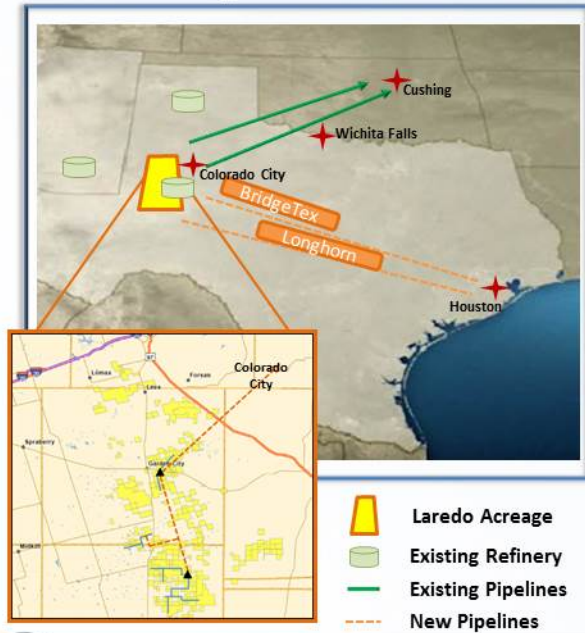 Cushing
Wichita Falls
Colorado City
BridgeTex
Longhorn
Houston
Colorado
City
67
Lomax
Forsan
Lees
Spraberry
Garden City
Midkiff
Laredo Acreage
Existing Refinery
Existing Pipelines
New Pipelines